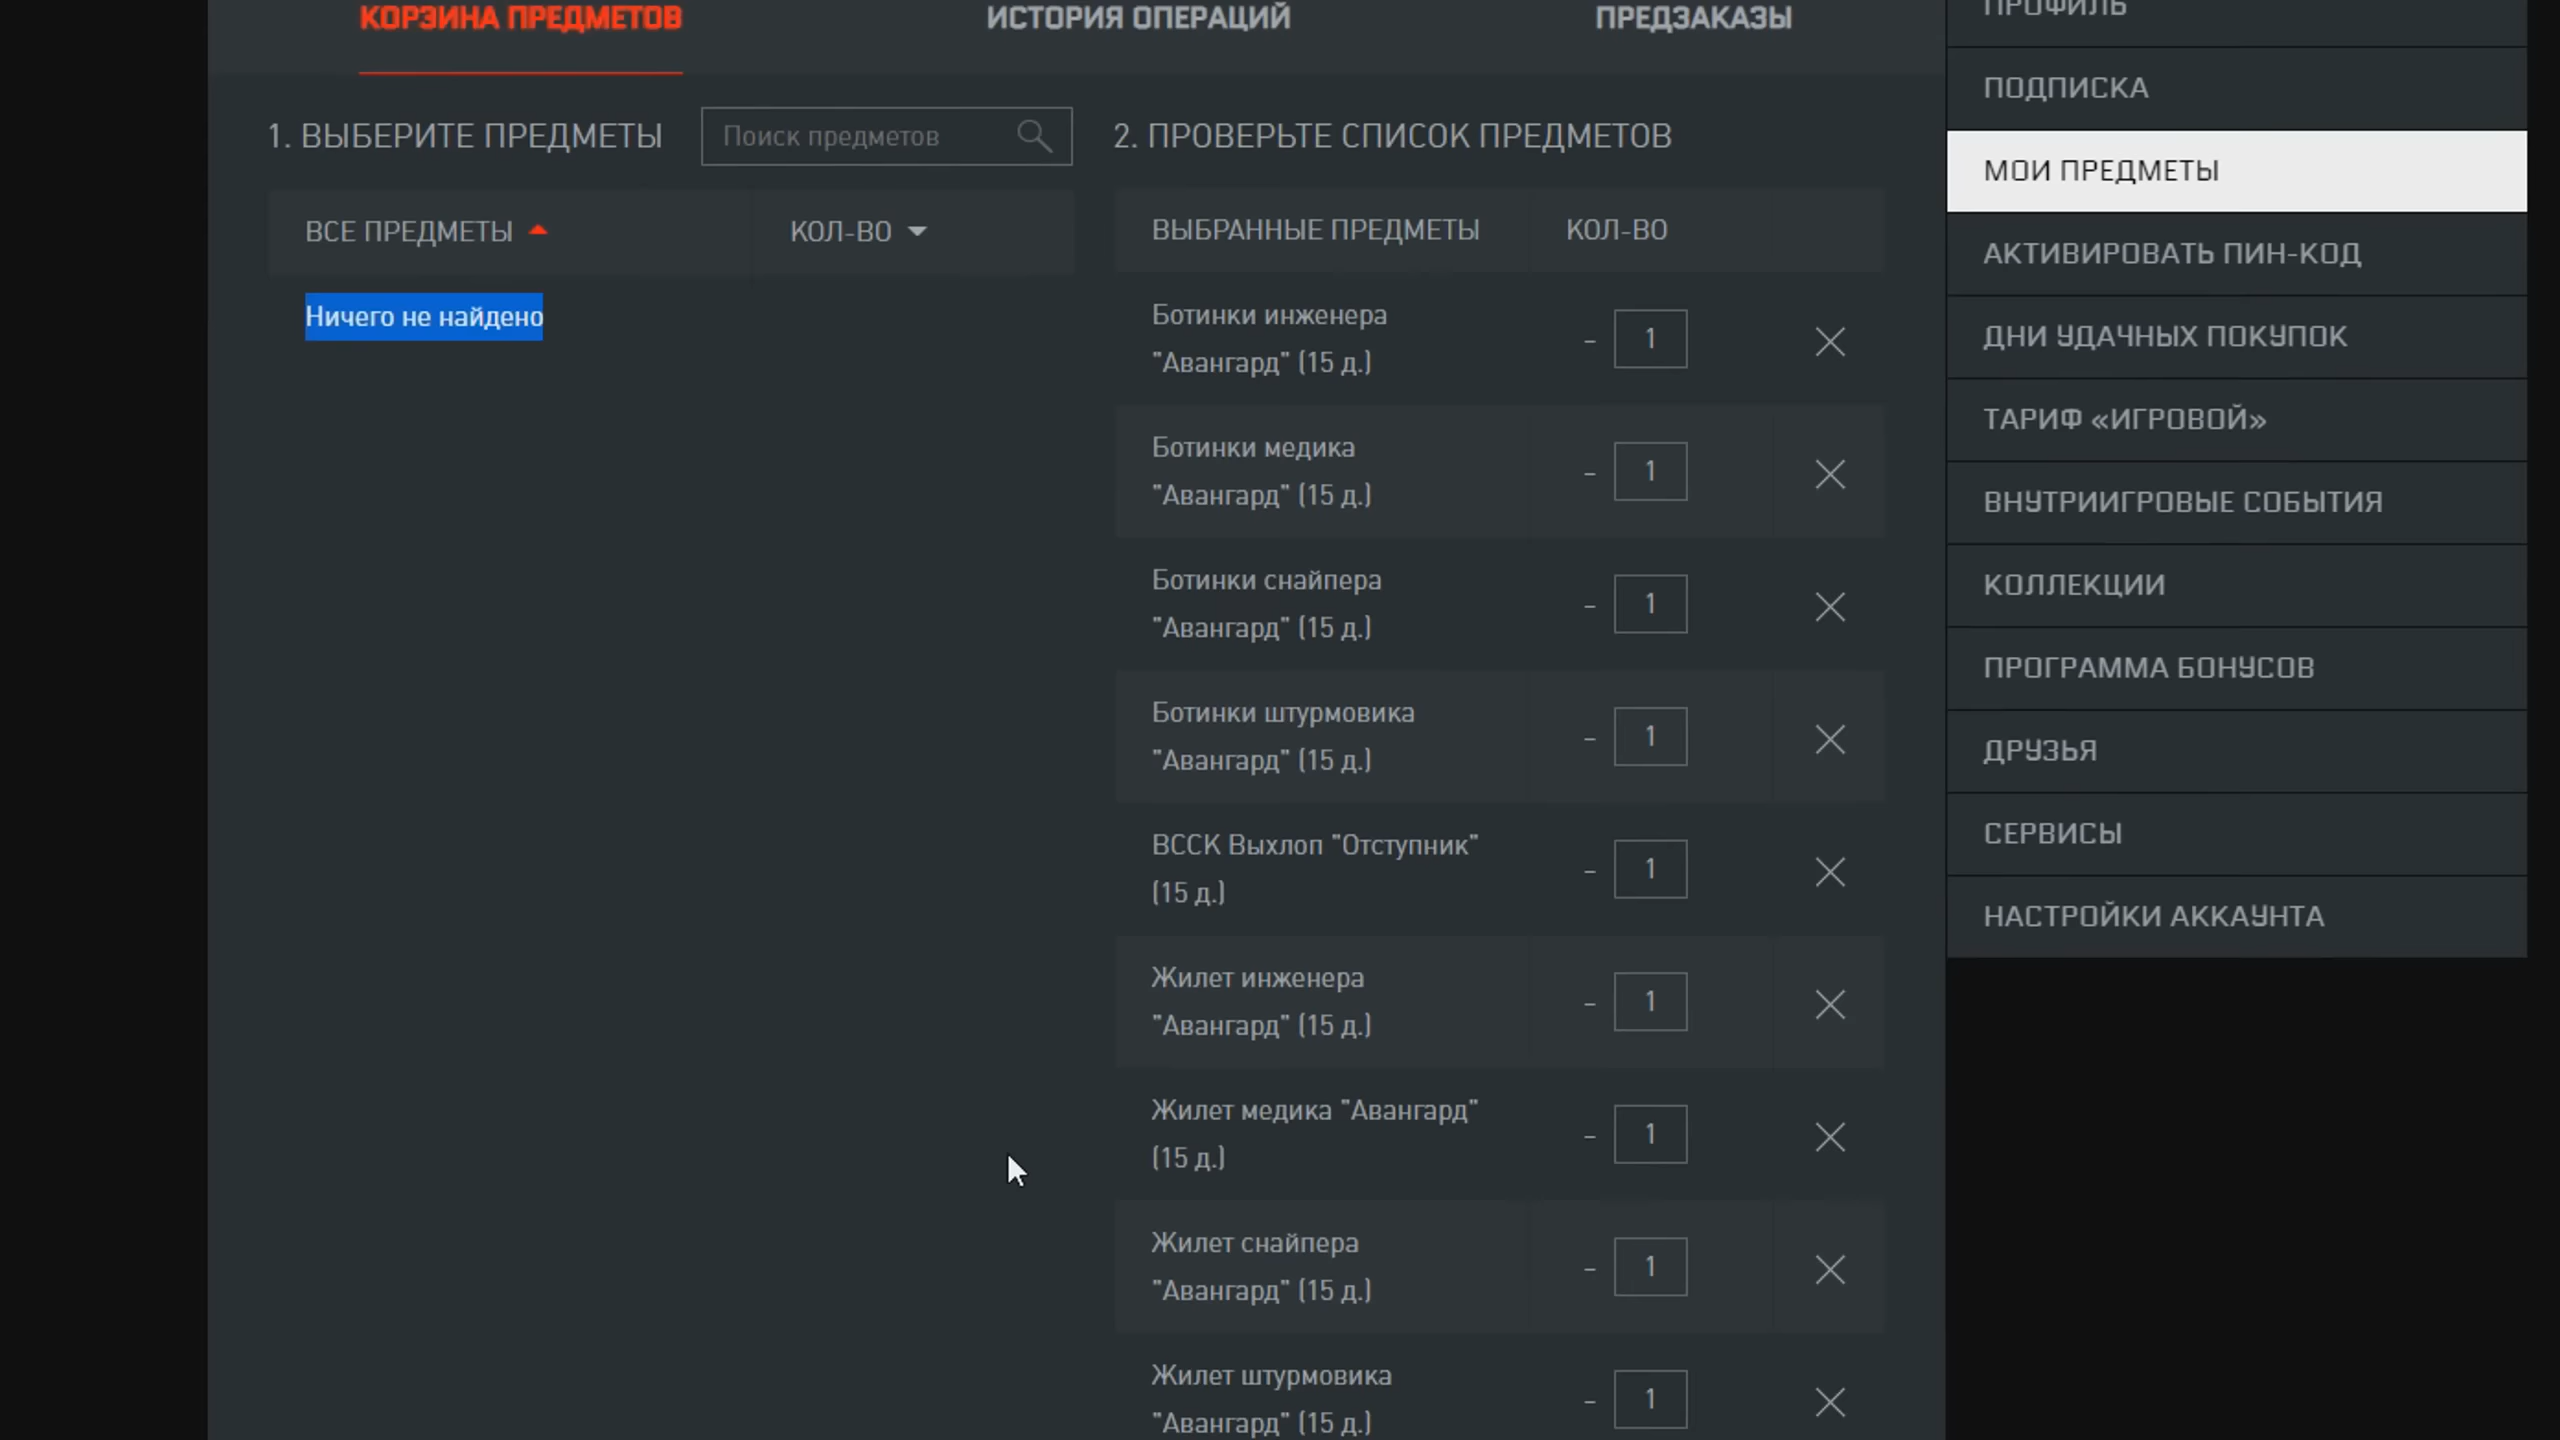 КОРЗИНА ПРЕДМЕТОВ
ИСТОРИЯ ОПЕРАЦИЙ
ПРЕДЗАКАЗЫ
1. ВЫБЕРИТЕ ПРЕДМЕТЫ
Поиск предметов
ВСЕ ПРЕДМЕТЫ
КОЛ-ВО
Ничего не найдено
2. ПРОВЕРЬТЕ СПИСОК ПРЕДМЕТОВ
ВЫБРАННЫЕ ПРЕДМЕТЫ
КОЛ-ВО
Ботинки инженера
"Авангард" (15 д.)
- 1
Ботинки медика
"Авангард" (15 д.)
- 1
Ботинки снайпера
"Авангард" (15 д.)
- 1
Ботинки штурмовика
"Авангард" (15 д.)
- 1
ВССК Выхлоп "Отступник"
(15 д.)
- 1
Жилет инженера
"Авангард" (15 д.)
- 1
Жилет медика "Авангард"
(15 д.)
- 1
Жилет снайпера
"Авангард" (15 д.)
- 1
Жилет штурмовика
"Авангард" (15 д.)
- 1
ПРОФИЛЬ
ПОДПИСКА
МОИ ПРЕДМЕТЫ
АКТИВИРОВАТЬ ПИН-КОД
ДНИ УДАЧНЫХ ПОКУПОК
ТАРИФ «ИГРОВОЙ»
ВНУТРИИГРОВЫЕ СОБЫТИЯ
КОЛЛЕКЦИИ
ПРОГРАММА БОНУСОВ
ДРУЗЬЯ
СЕРВИСЫ
НАСТРОЙКИ АККАУНТА